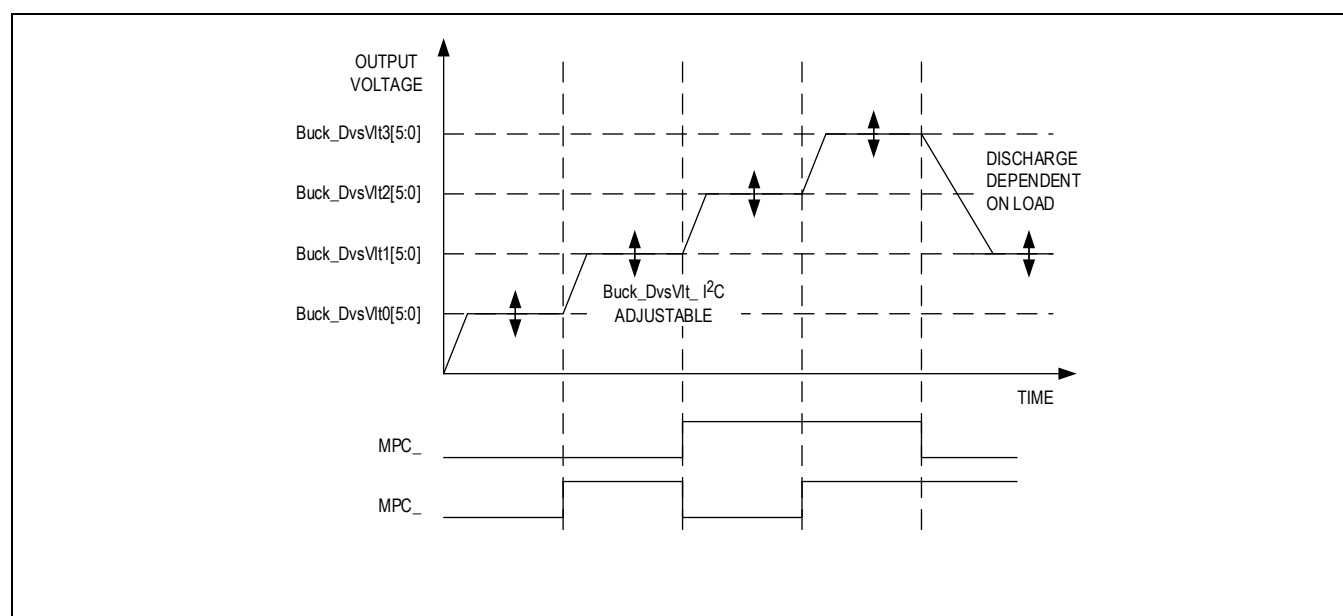 OUTPUT
VOLTAGE
Buck_DvsVlt3[5:0]
DISCHARGE
DEPENDENT
ON LOAD
Buck_DvsVlt2[5:0]
Buck_DvsVlt1[5:0]
Buck_DvsVlt_ I²C
ADJUSTABLE
Buck_DvsVlt0[5:0]
TIME
MPC_
MPC_